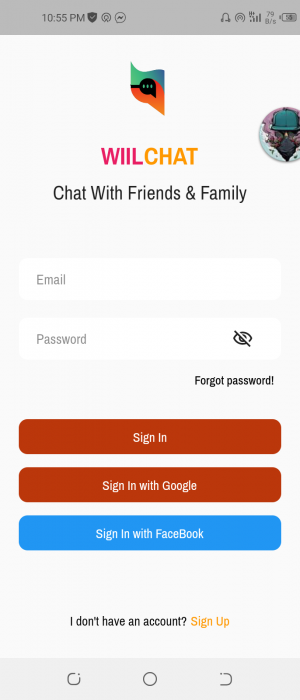 10:55 PM
79
B/s
WIILCHAT
Chat With Friends & Family
Email
Password
Forgot password!
Sign In
Sign In with Google
Sign In with FaceBook
I don't have an account? Sign Up